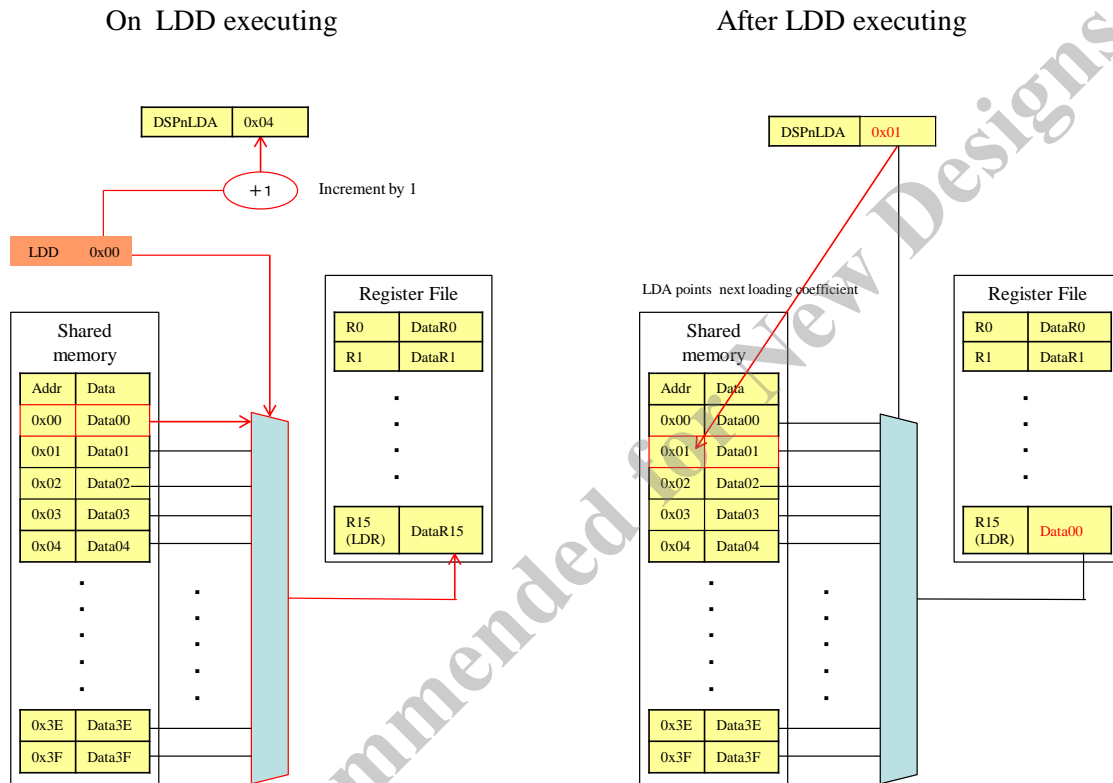 On LDD executing
DSPnLDA 0x04
+1
Increment by 1
LDD 0x00
Shared
memory
Addr Data
0x00 Data00
0x01 Data01
0x02 Data02
0x03 Data03
0x04 Data04
0x3E Data3E
0x3F Data3F
Register File
R0 DataR0
R1 DataR1
R15
(LDR) DataR15
After LDD executing
DSPnLDA 0x01
LDA points next loading coefficient
Shared
memory
Addr Data
0x00 Data00
0x01 Data01
0x02 Data02
0x03 Data03
0x04 Data04
0x3E Data3E
0x3F Data3F
Register File
R0 DataR0
R1 DataR1
R15
(LDR) Data00
mmended for New Designs